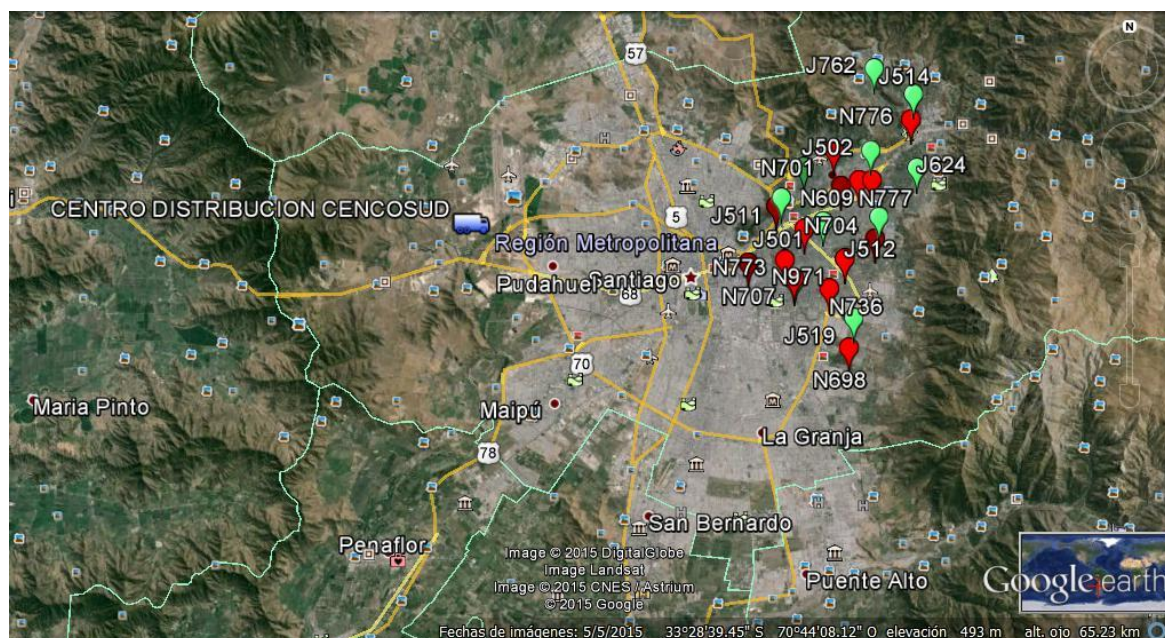 N
57
J762
J514
N776
J502
N701
J624
N609
N777
CENTRO DISTRIBUCION CENCOSUD
J511
5
N704
J501
J512
Región Metropolitana
N773
N971
Pudahuel
Santiago
68
N707
N736
J519
70
N698
Maria Pinto
Maipú
La Granja
78
San Bernardo
Peñaflor
Image © 2015 DigitalGlobe
Image Landsat
Image © 2015 CNES / Astrium
© 2015 Google
Puente Alto
Google earth
Fechas de imágenes: 5/5/2015 33°28'39.45" S 70°44'08.12" O elevación 493 m alt. ojo 65.23 km